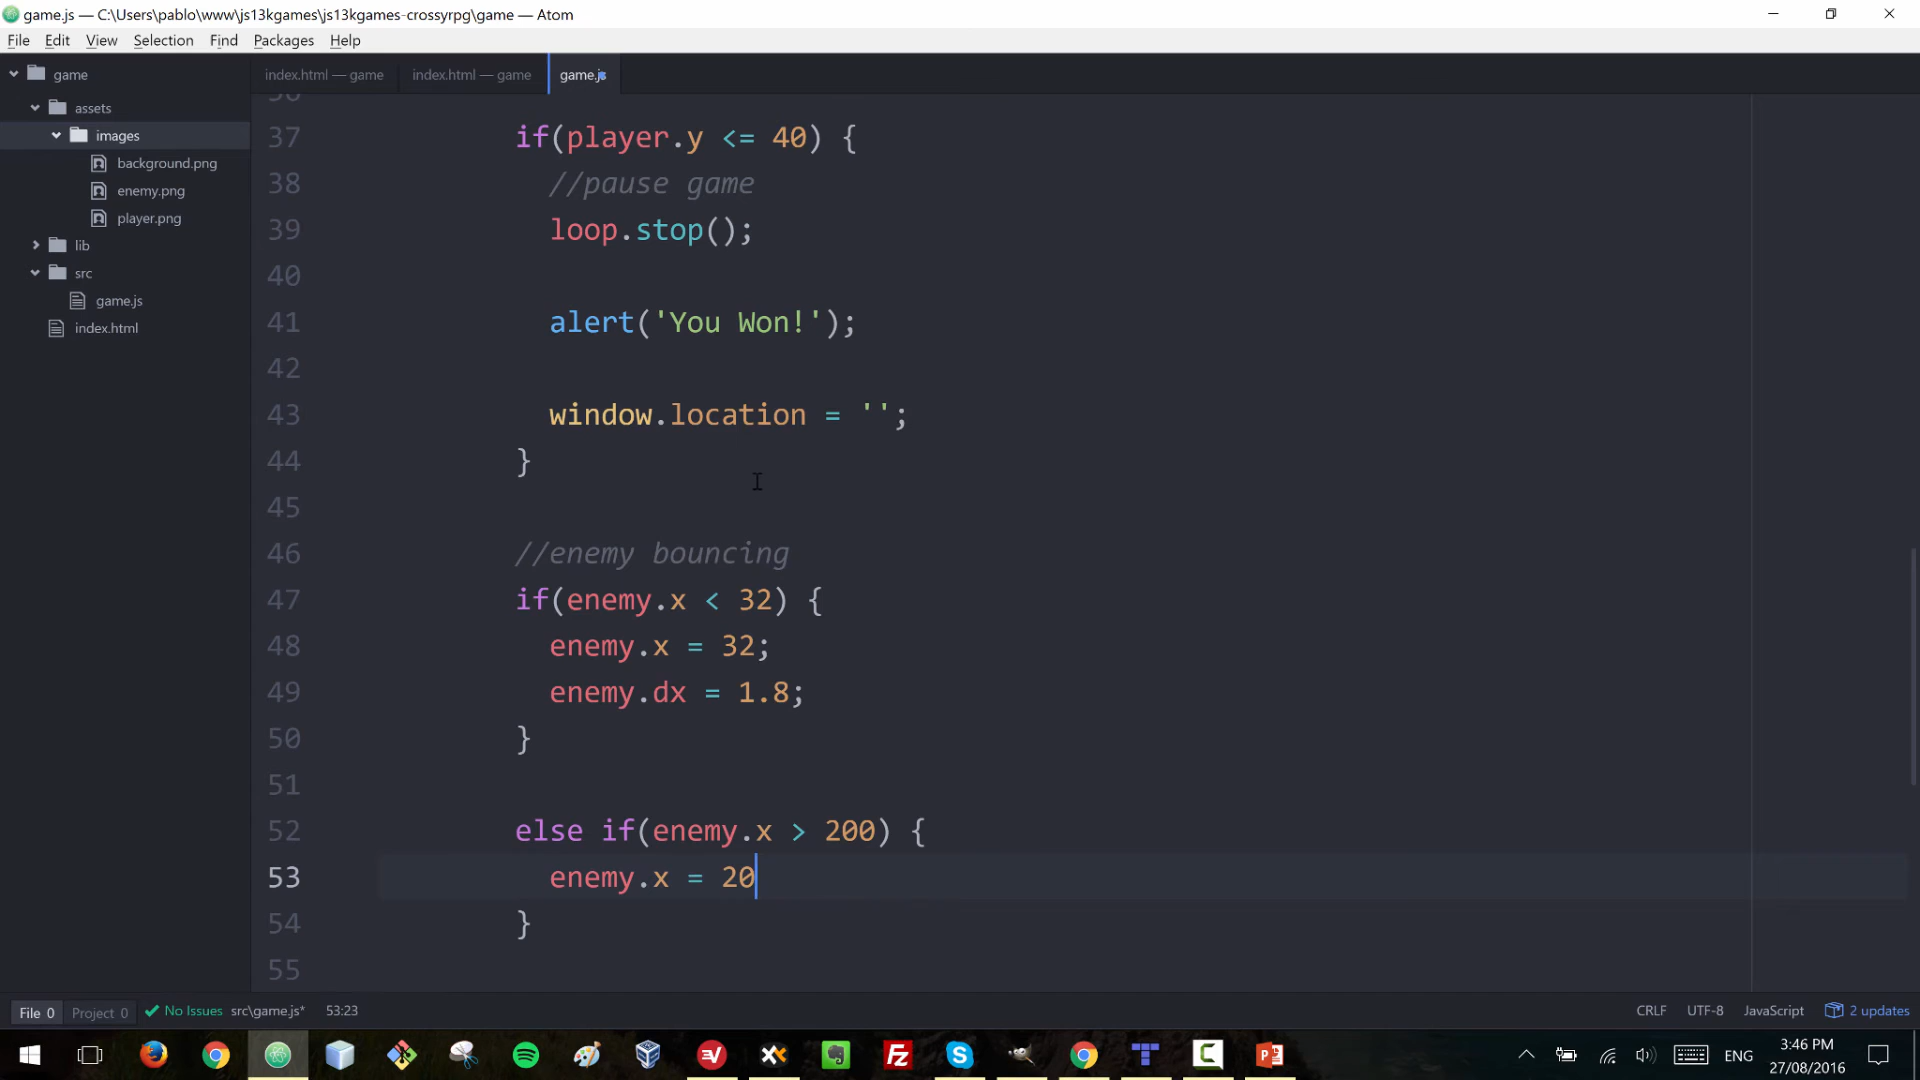 game.js — C:\Users\pablo\www\js13kgames\js13kgames-crossyrpg\game — Atom
File Edit View Selection Find Packages Help
game
assets
images
background.png
enemy.png
player.png
lib
src
game.js
index.html
index.html — game index.html — game game.js
36
37 if(player.y <= 40) {
38 //pause game
39 loop.stop();
40
41 alert('You Won!');
42
43 window.location = '';
44 }
45
46 //enemy bouncing
47 if(enemy.x < 32) {
48 enemy.x = 32;
49 enemy.dx = 1.8;
50 }
51
52 else if(enemy.x > 200) {
53 enemy.x = 20
54 }
55
File 0 Project 0 No Issues src\game.js* 53:23 CRLF UTF-8 JavaScript 2 updates
ENG 3:46 PM
27/08/2016